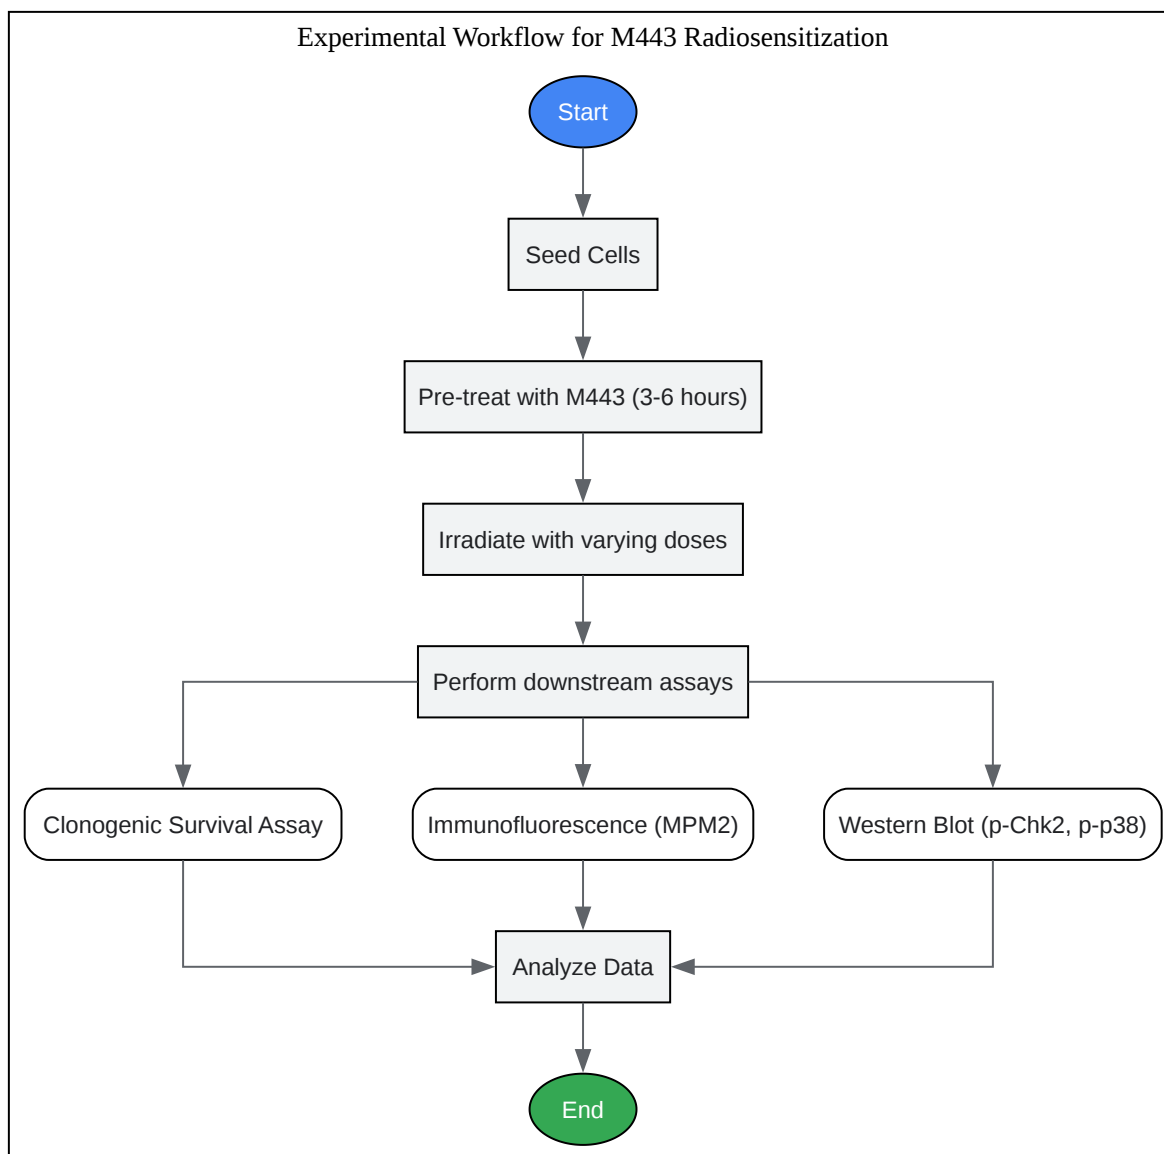 Experimental Workflow for M443 Radiosensitization
Start
Seed Cells
Pre-treat with M443 (3-6 hours)
Irradiate with varying doses
Perform downstream assays
Clonogenic Survival Assay
Immunofluorescence (MPM2)
Western Blot (p-Chk2, p-p38)
Analyze Data
End